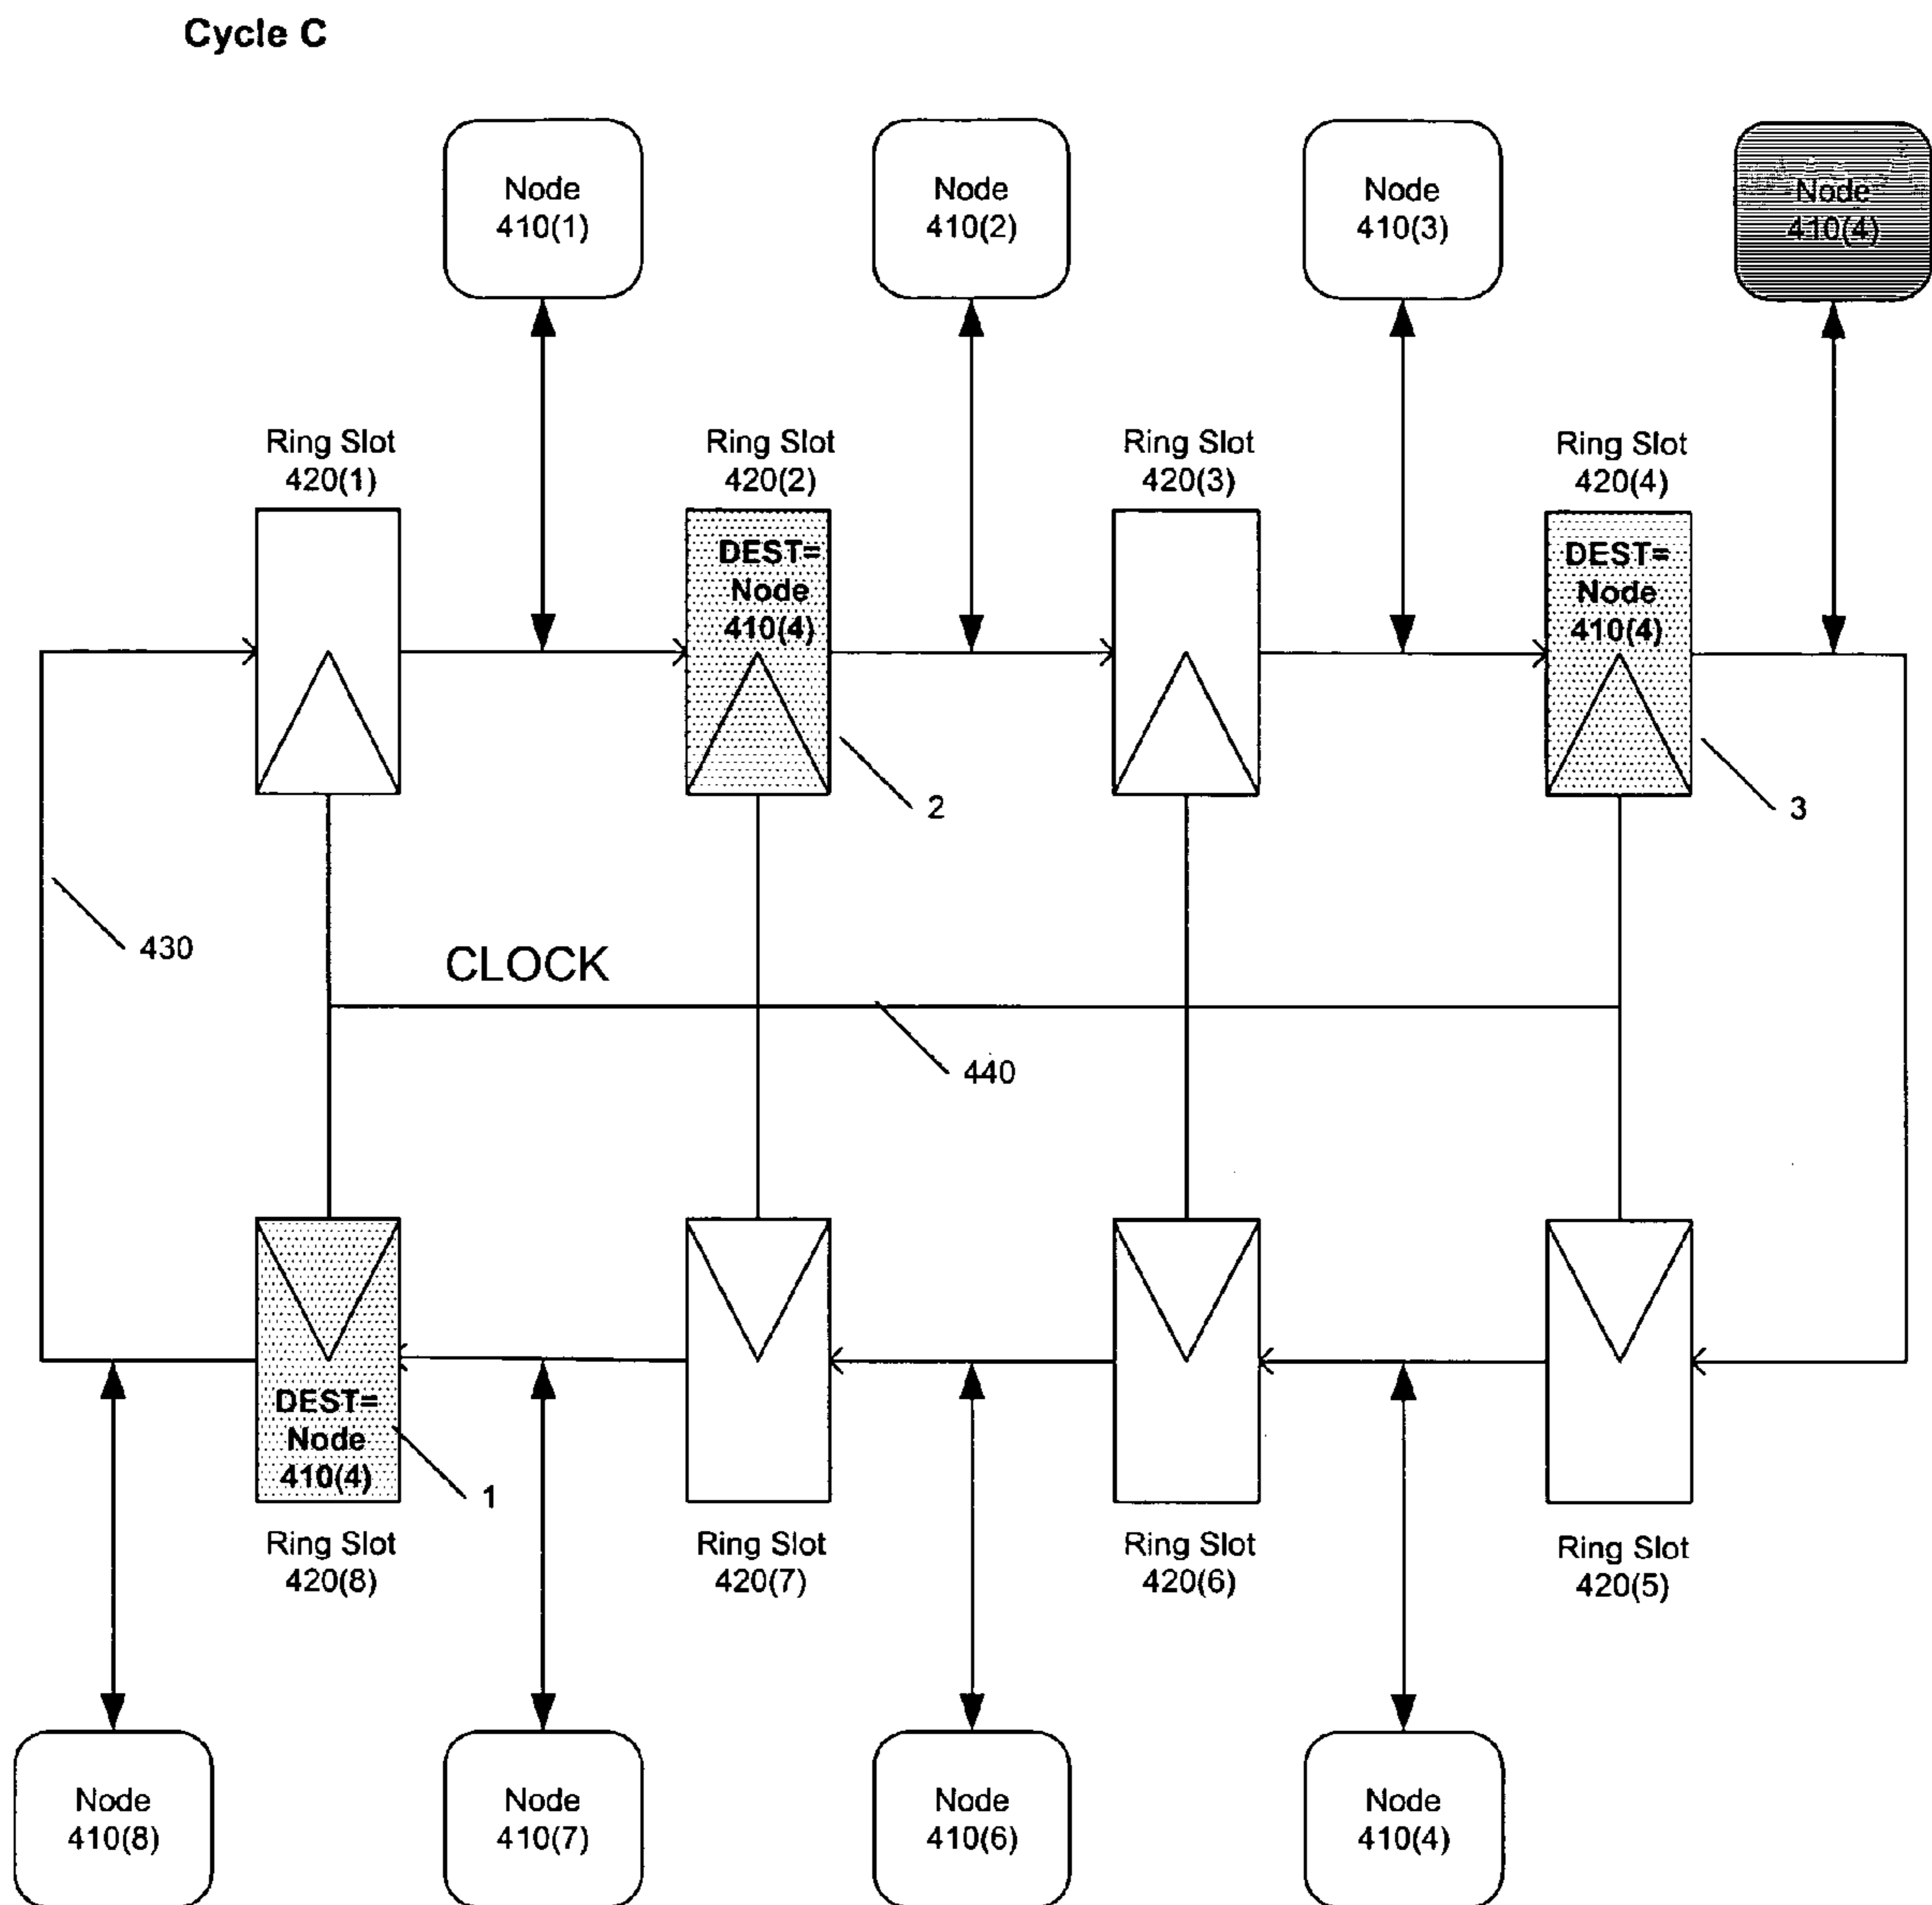 Cycle C
Node
410(1)
Node
410(2)
Node
410(3)
Node
410(4)
Ring Slot
420(1)
Ring Slot
420(2)
Ring Slot
420(3)
Ring Slot
420(4)
DEST=
Node
410(4)
DEST=
Node
410(4)
2
3
430
CLOCK
440
DEST=
Node
410(4)
1
Ring Slot
420(8)
Ring Slot
420(7)
Ring Slot
420(6)
Ring Slot
420(5)
Node
410(8)
Node
410(7)
Node
410(6)
Node
410(4)